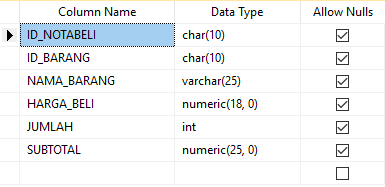 Column Name Data Type Allow Nulls
ID_NOTABELI char(10)
ID_BARANG char(10)
NAMA_BARANG varchar(25)
HARGA_BELI numeric(18, 0)
JUMLAH int
SUBTOTAL numeric(25, 0)